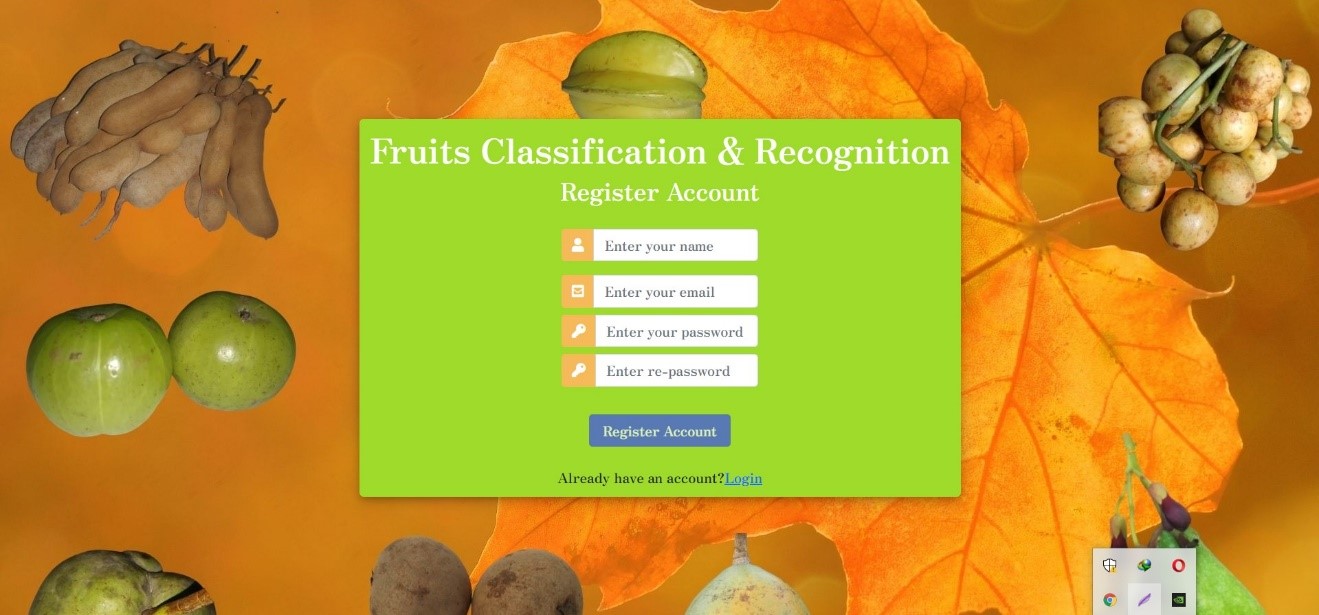 Fruits Classification & Recognition
Register Account
Enter your name
Enter your email
Enter your password
Enter re-password
Register Account
Already have an account?Login